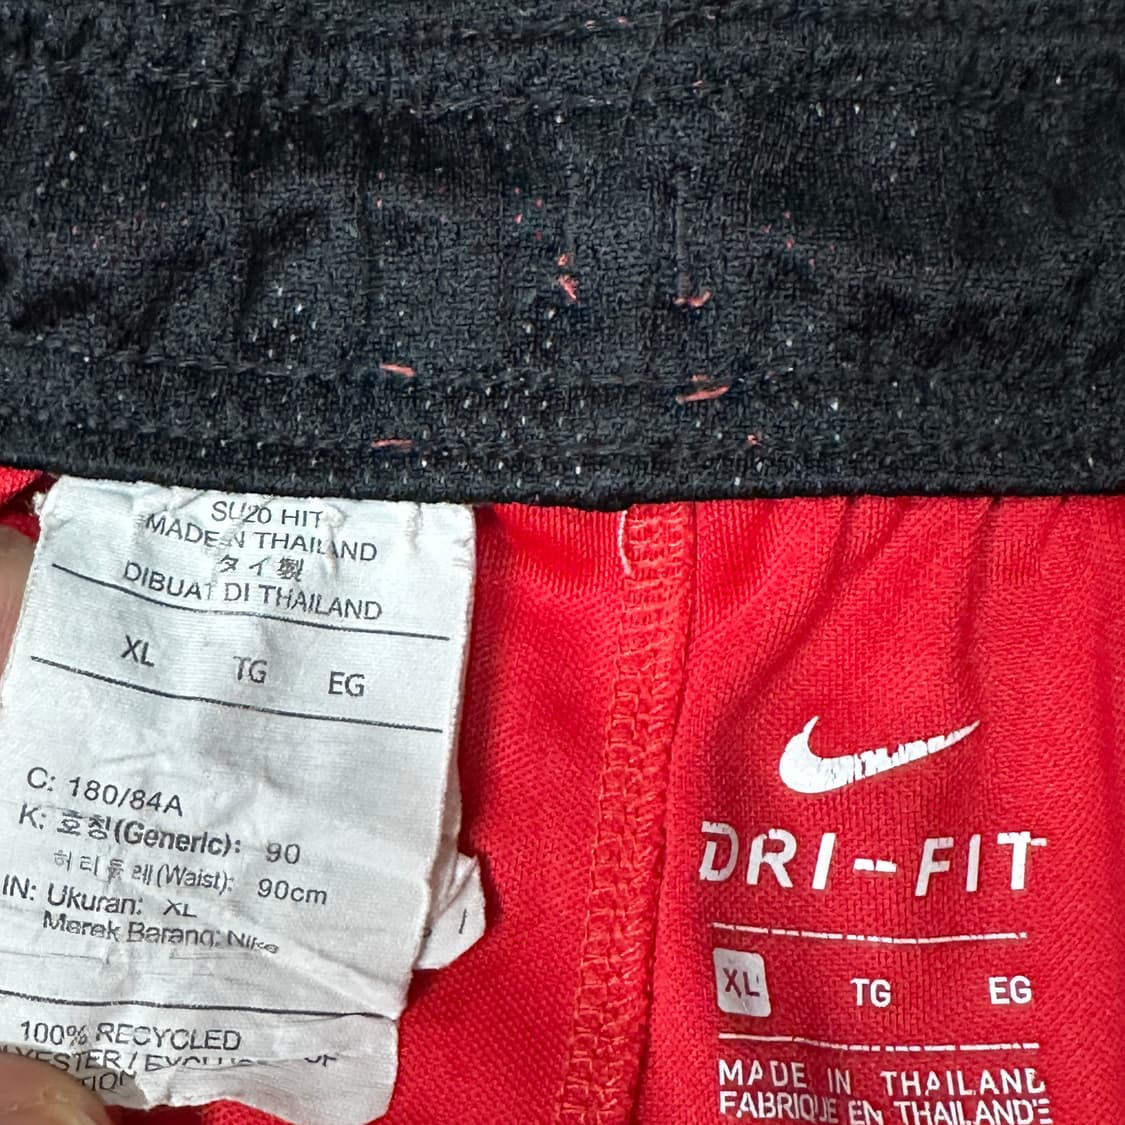 SU20 HIT
MADE IN THAILAND
タイ製
DIBUAT DI THAILAND
XL TG EG
C: 180/84A
K: 호칭(Generic): 90
허리둘레(Waist): 90cm
IN: Ukuran: XL
Merek Barang: Nike
100% RECYCLED
DRI-FIT
XL TG EG
MADE IN THAILAND
FABRIQUE EN THAILANDE